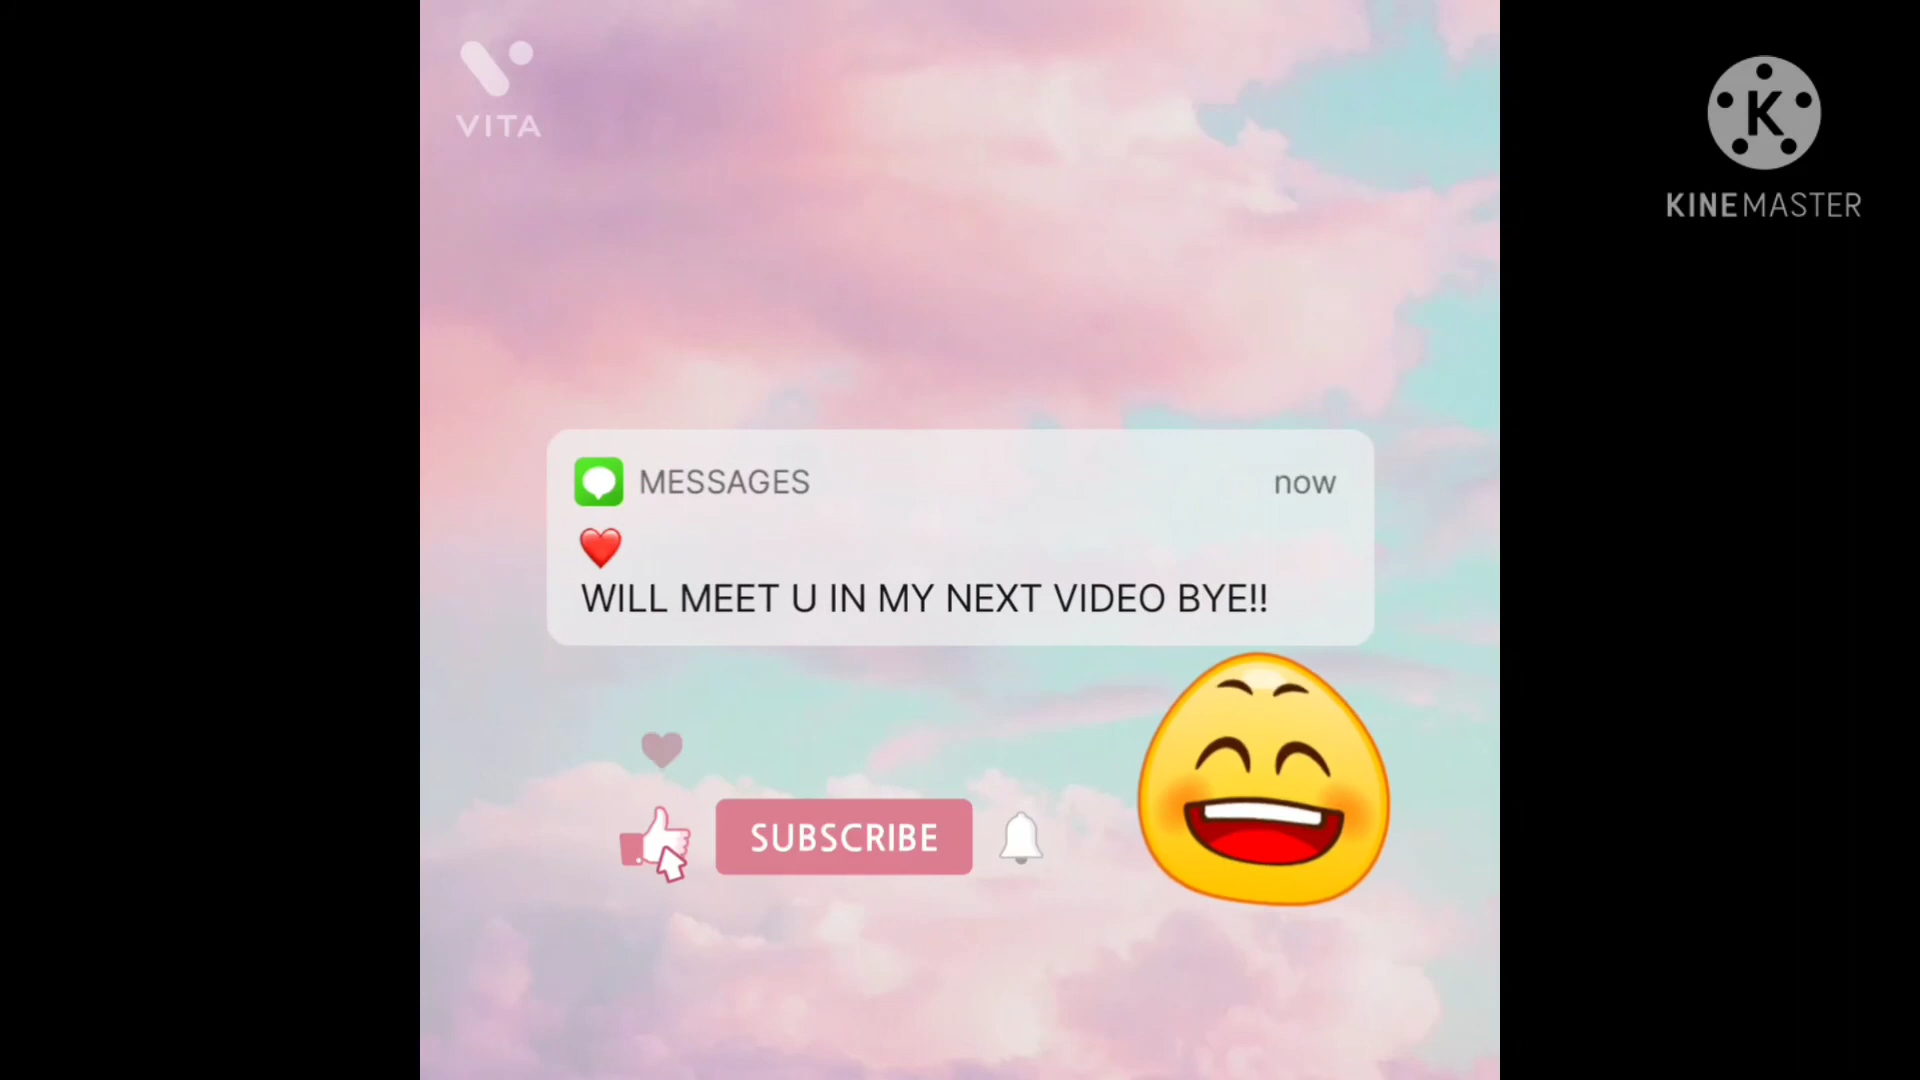 VITA
K
KINEMASTER
MESSAGES now
❤️
WILL MEET U IN MY NEXT VIDEO BYE!!
SUBSCRIBE